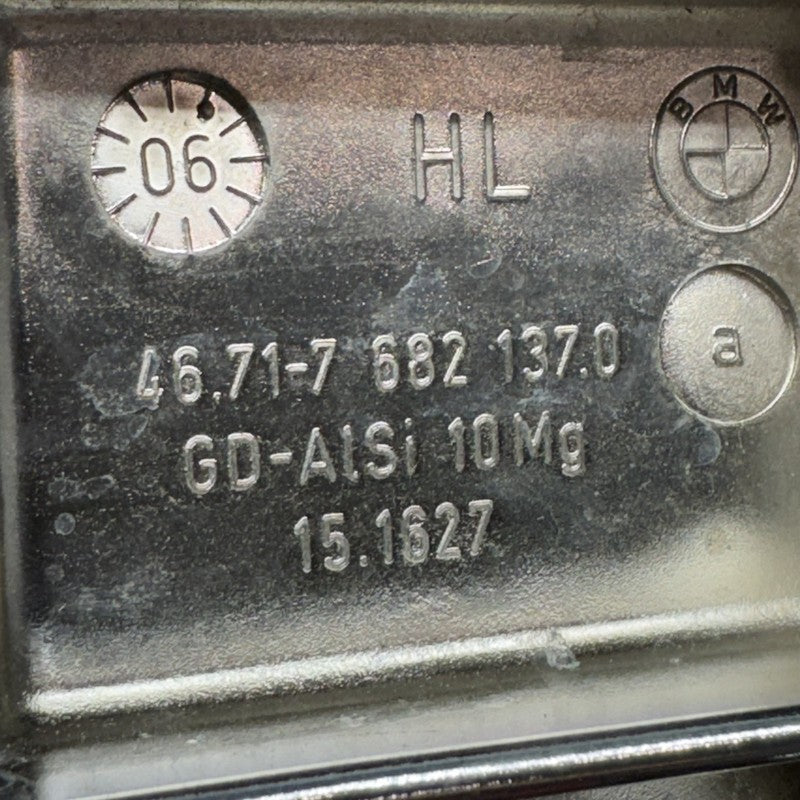 06
HL
BMW
a
46.71-7 682 137.0
GD-AlSi 10Mg
15.1627